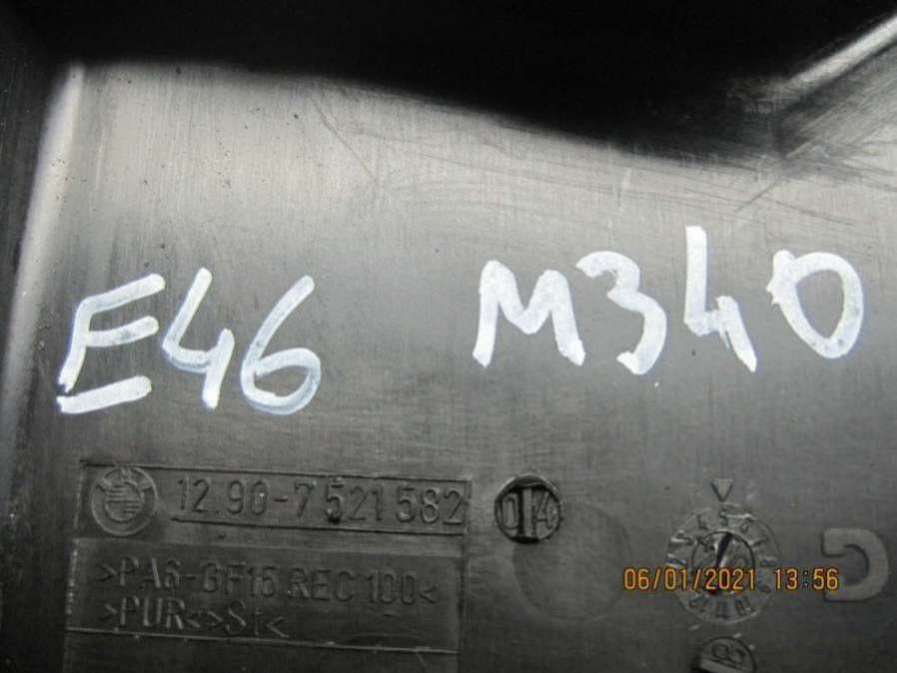 E46 M340
12.90-7 521 582
>PA6-GF15 REC 100<
>PUR<>St<
06/01/2021 13:56